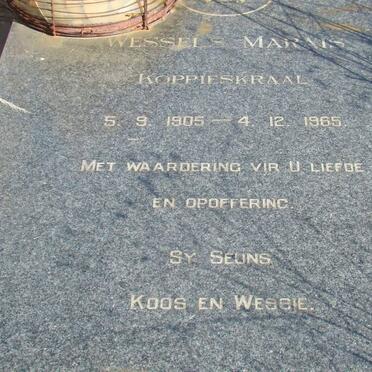 Wessels Marais
Koppieskraal
5. 9. 1905 — 4. 12. 1965.
Met waardering vir U liefde
en opoffering.
Sy Seuns
Koos en Wessie.